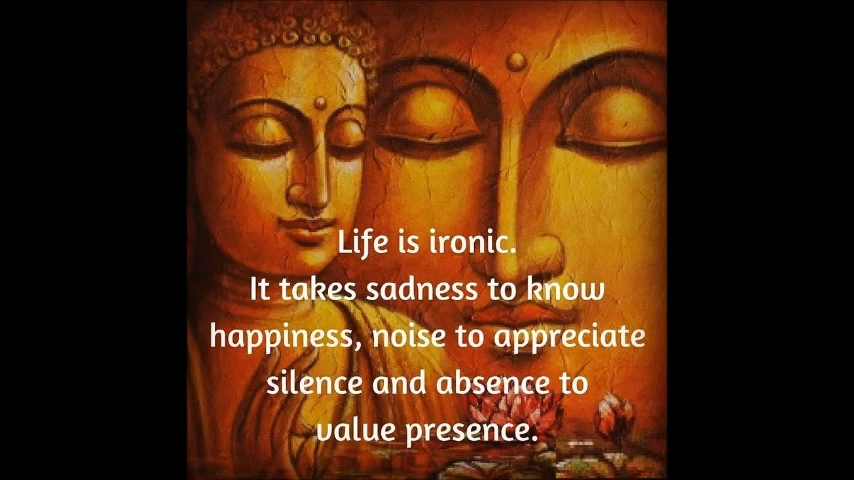 Life is ironic.
It takes sadness to know
happiness, noise to appreciate
silence and absence to
value presence.